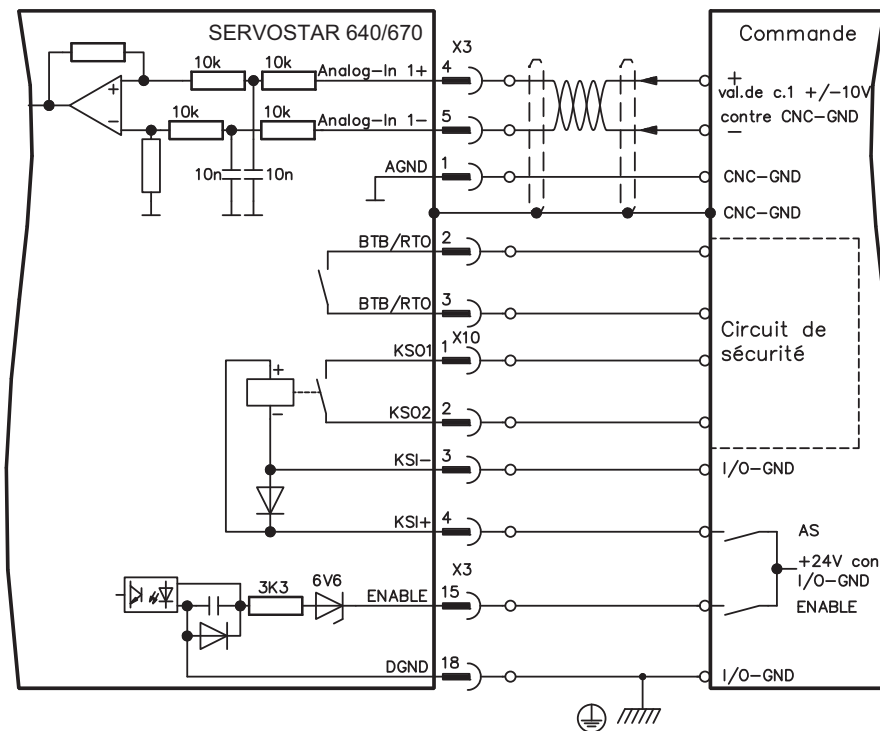 SERVOSTAR 640/670
X3
Commande
10k
10k
Analog-In 1+
4
+
val.de c.1 +/-10V
contre CNC-GND
10k
10k
Analog-In 1-
5
-
+
-
10n
10n
AGND
1
CNC-GND
CNC-GND
BTB/RTO
2
BTB/RTO
3
Circuit de
sécurité
X10
KSO1
1
+
-
KSO2
2
KSI-
3
I/O-GND
KSI+
4
AS
+24V con
I/O-GND
X3
3K3
6V6
ENABLE
15
ENABLE
DGND
18
I/O-GND